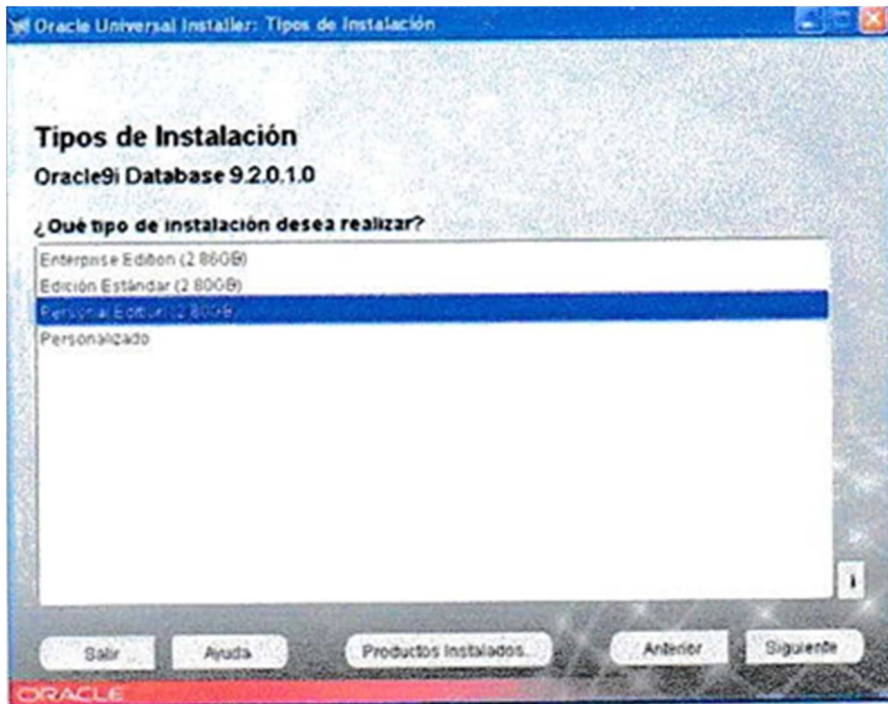 Oracle Universal Installer: Tipos de Instalación
Tipos de Instalación
Oracle9i Database 9.2.0.1.0
¿Qué tipo de instalación desea realizar?
Enterprise Edition (2.86GB)
Edición Estándar (2.80GB)
Personal Edition (2.80GB)
Personalizado
i
Salir
Ayuda
Productos Instalados...
Anterior
Siguiente
ORACLE